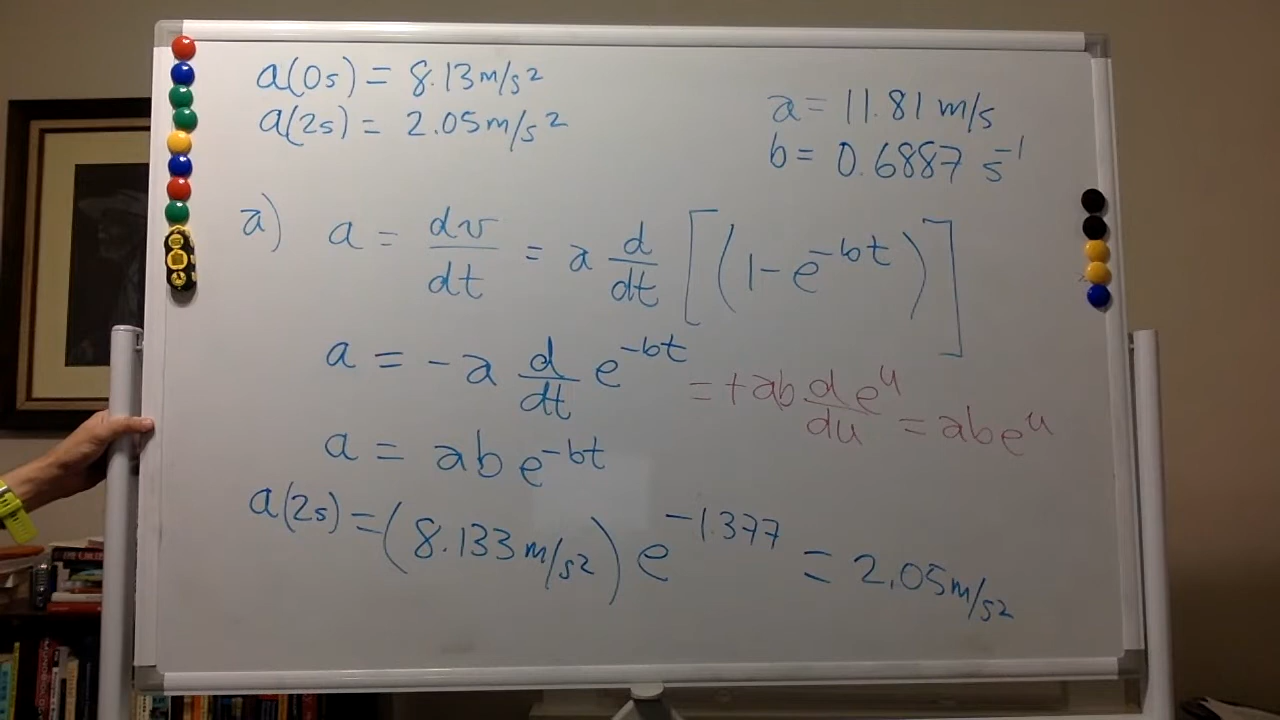 a(0s) = 8.13 m/s²
a(2s) = 2.05 m/s²
a = 11.81 m/s
b = 0.6887 s⁻¹
a) a = dv/dt = a d/dt [(1 - e^-bt)]
a = -a d/dt e^-bt = +ab d/du e^u = abe^u
a = abe^-bt
a(2s) = (8.133 m/s²) e^-1.377 = 2.05 m/s²